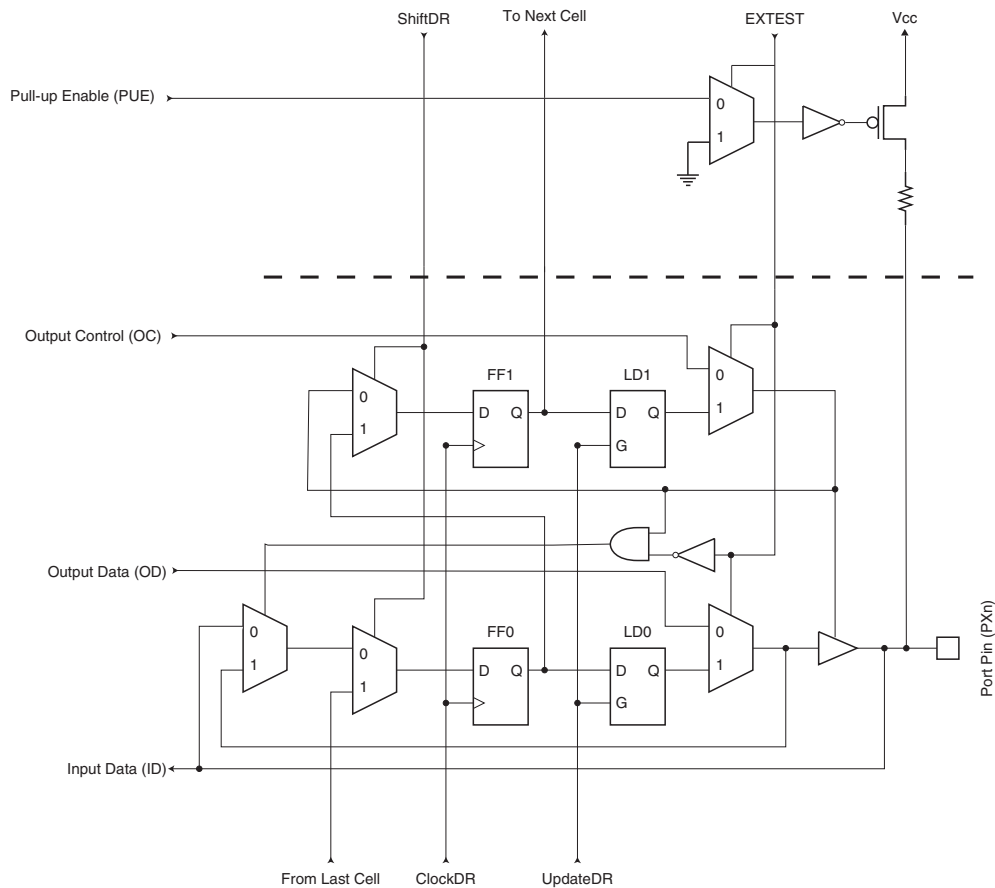 ShiftDR
To Next Cell
EXTEST
Vcc
Pull-up Enable (PUE)
0
1
Output Control (OC)
FF1
LD1
0
1
D Q
D Q
G
0
1
Output Data (OD)
FF0
LD0
0
1
0
1
D Q
D Q
G
0
1
Port Pin (PXn)
Input Data (ID)
From Last Cell
ClockDR
UpdateDR